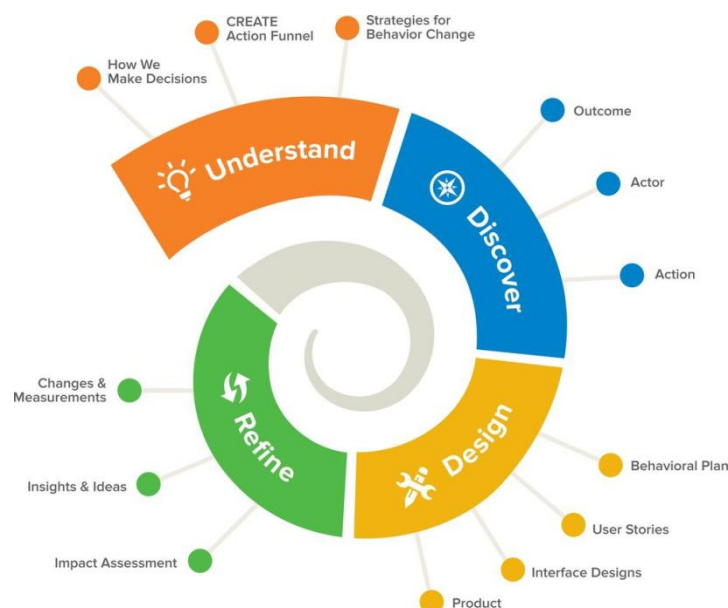 CREATE
Action Funnel
Strategies for
Behavior Change
How We
Make Decisions
Understand
Outcome
Actor
Action
Discover
Behavioral Plan
User Stories
Interface Designs
Product
Design
Changes &
Measurements
Insights & Ideas
Impact Assessment
Refine